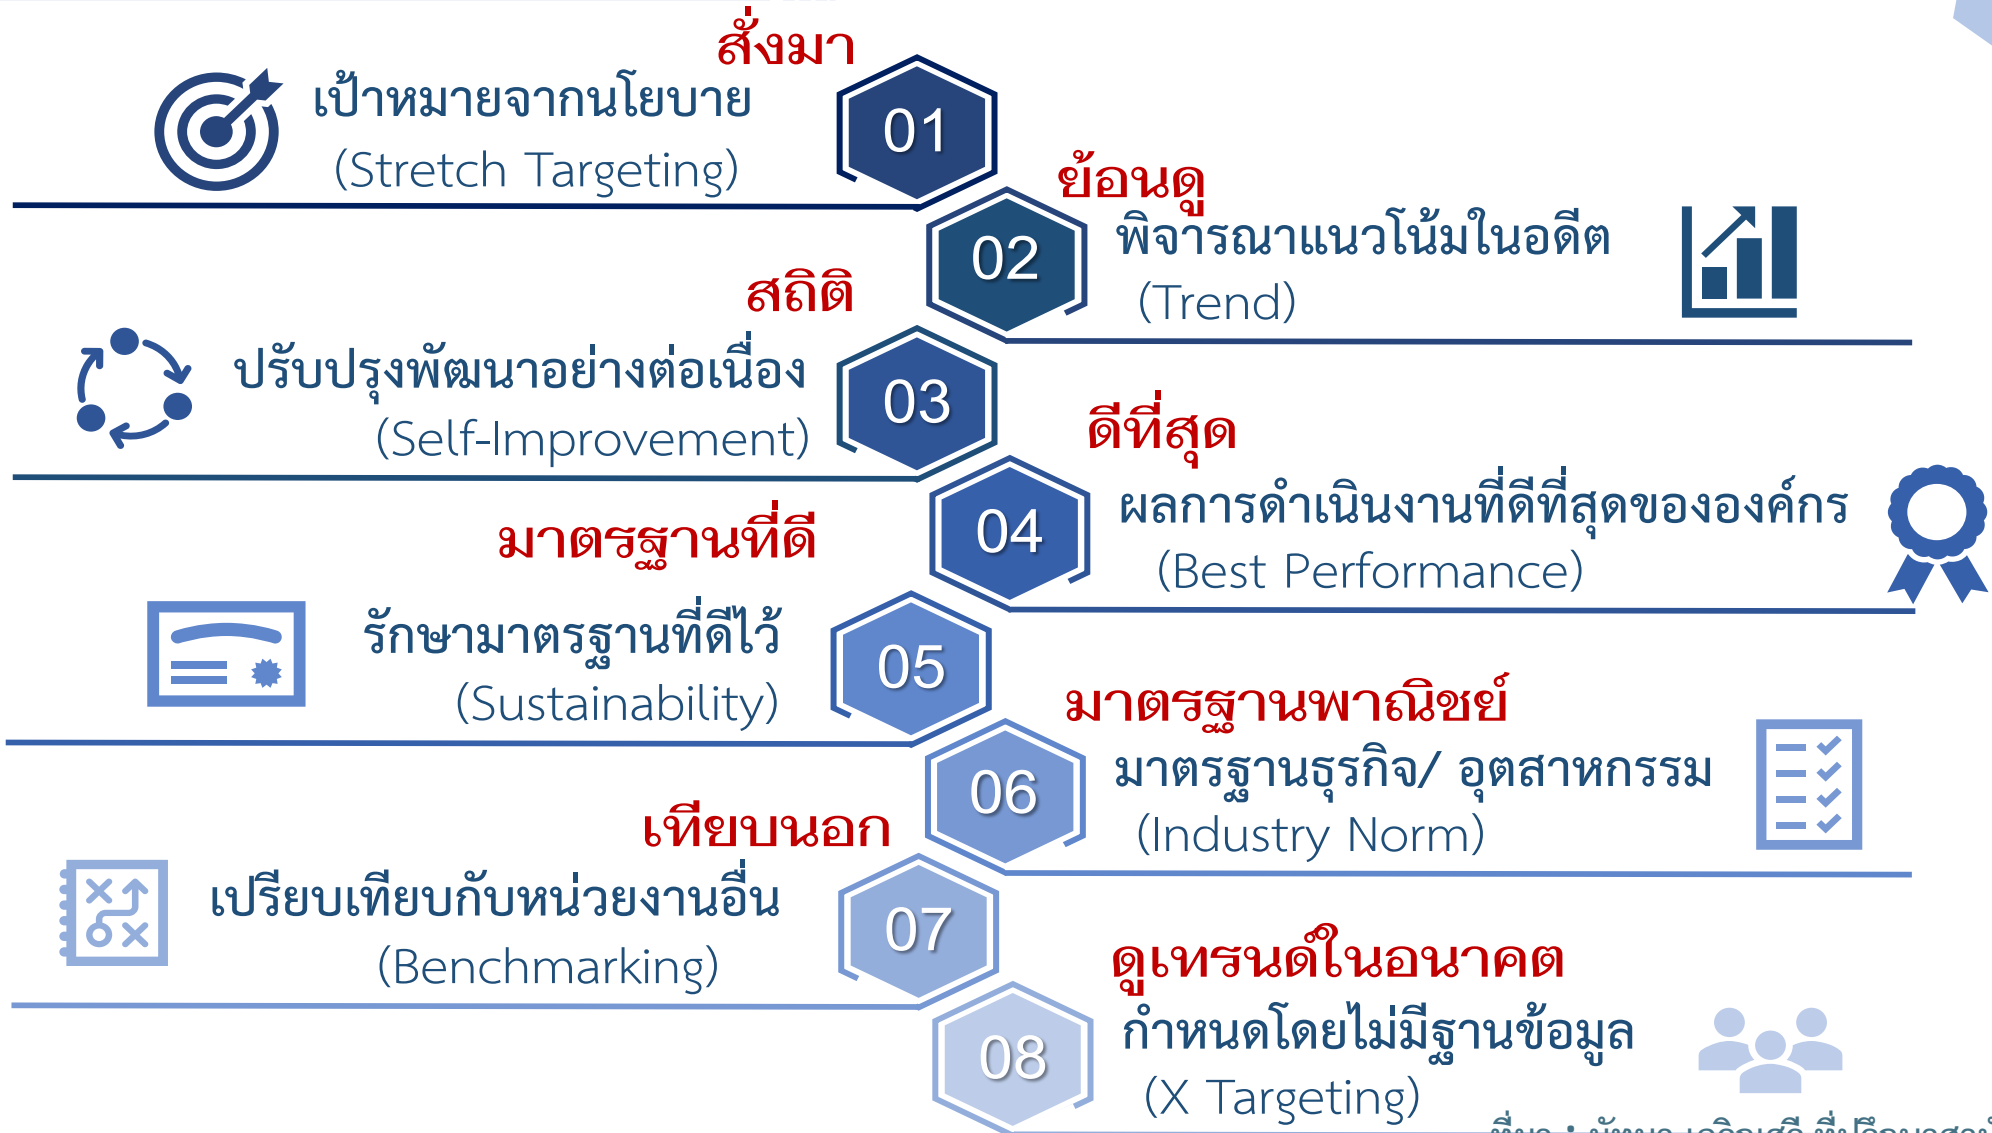 สั่งมา
เป้าหมายจากนโยบาย
(Stretch Targeting)
01
ย้อนดู
02
พิจารณาแนวโน้มในอดีต
(Trend)
สถิติ
ปรับปรุงพัฒนาอย่างต่อเนื่อง
(Self-Improvement)
03
ดีที่สุด
04
ผลการดำเนินงานที่ดีที่สุดขององค์กร
(Best Performance)
มาตรฐานที่ดี
รักษามาตรฐานที่ดีไว้
(Sustainability)
05
มาตรฐานพาณิชย์
06
มาตรฐานธุรกิจ/ อุตสาหกรรม
(Industry Norm)
เทียบนอก
เปรียบเทียบกับหน่วยงานอื่น
(Benchmarking)
07
ดูเทรนด์ในอนาคต
08
กำหนดโดยไม่มีฐานข้อมูล
(X Targeting)